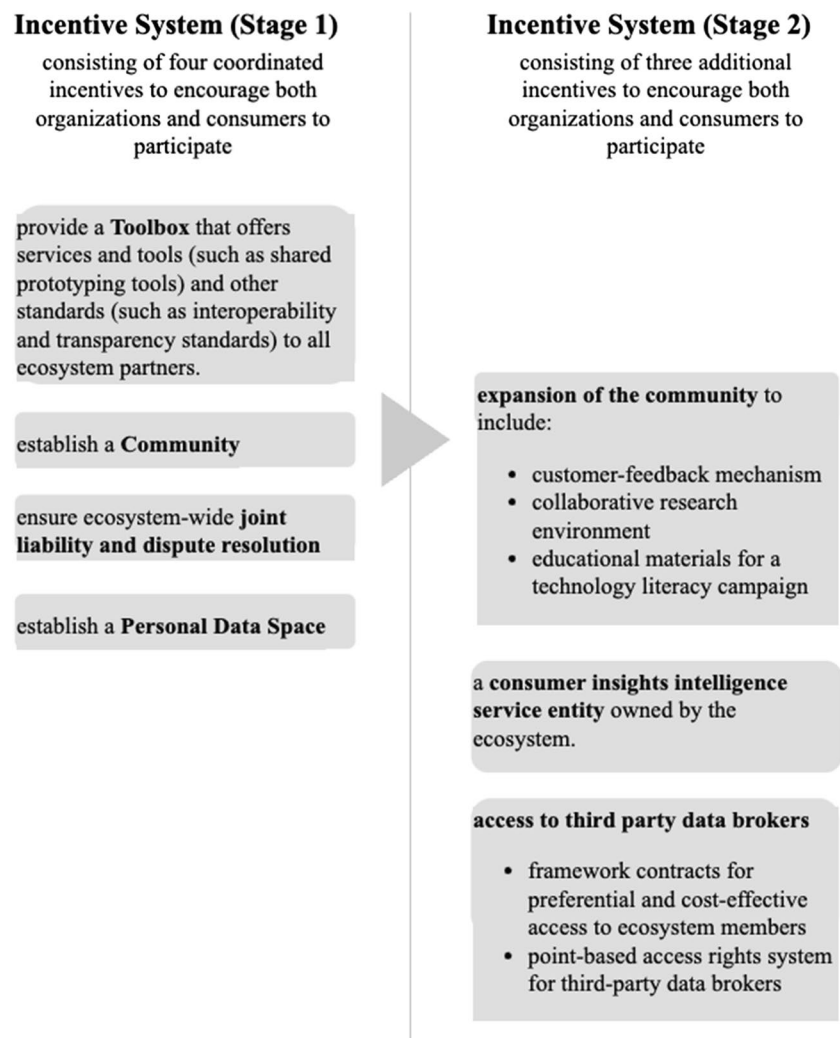 Incentive System (Stage 1)
consisting of four coordinated
incentives to encourage both
organizations and consumers to
participate
provide a Toolbox that offers
services and tools (such as shared
prototyping tools) and other
standards (such as interoperability
and transparency standards) to all
ecosystem partners.
establish a Community
ensure ecosystem-wide joint
liability and dispute resolution
establish a Personal Data Space
Incentive System (Stage 2)
consisting of three additional
incentives to encourage both
organizations and consumers to
participate
expansion of the community to
include:
• customer-feedback mechanism
• collaborative research
environment
• educational materials for a
technology literacy campaign
a consumer insights intelligence
service entity owned by the
ecosystem.
access to third party data brokers
• framework contracts for
preferential and cost-effective
access to ecosystem members
• point-based access rights system
for third-party data brokers